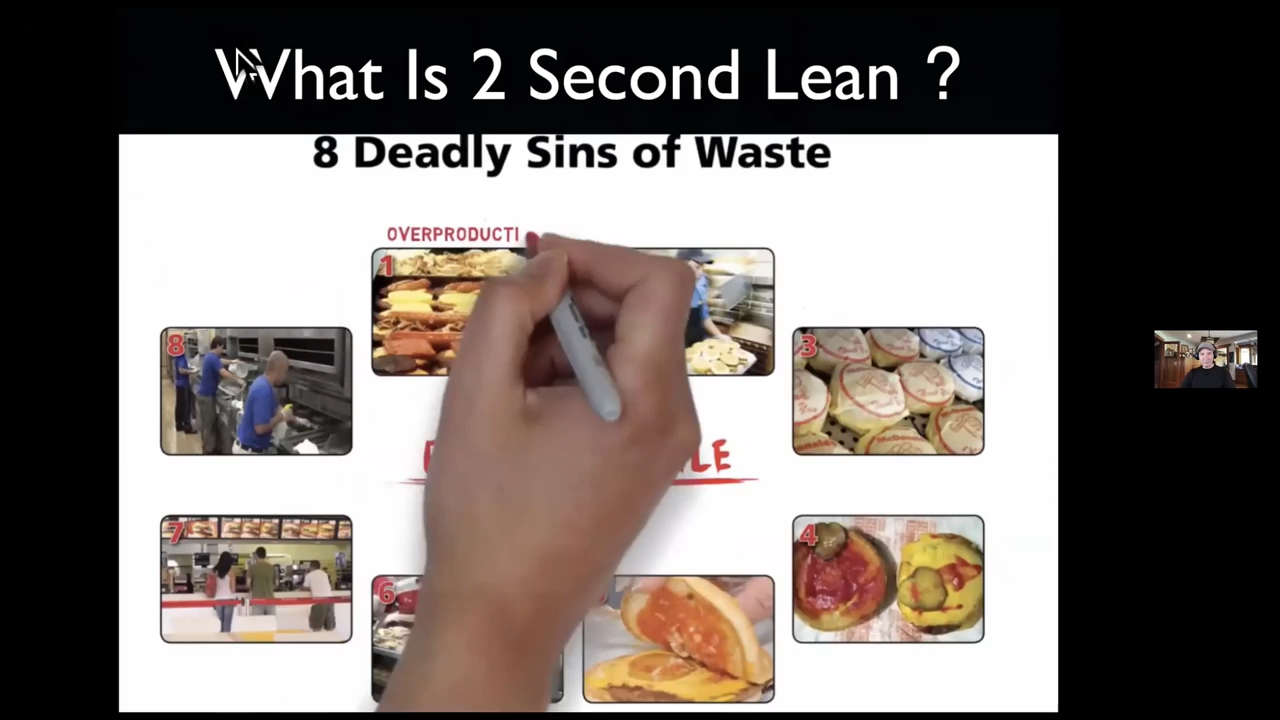 What Is 2 Second Lean ?
8 Deadly Sins of Waste
OVERPRODUCTI
1
8
3
7
4
6